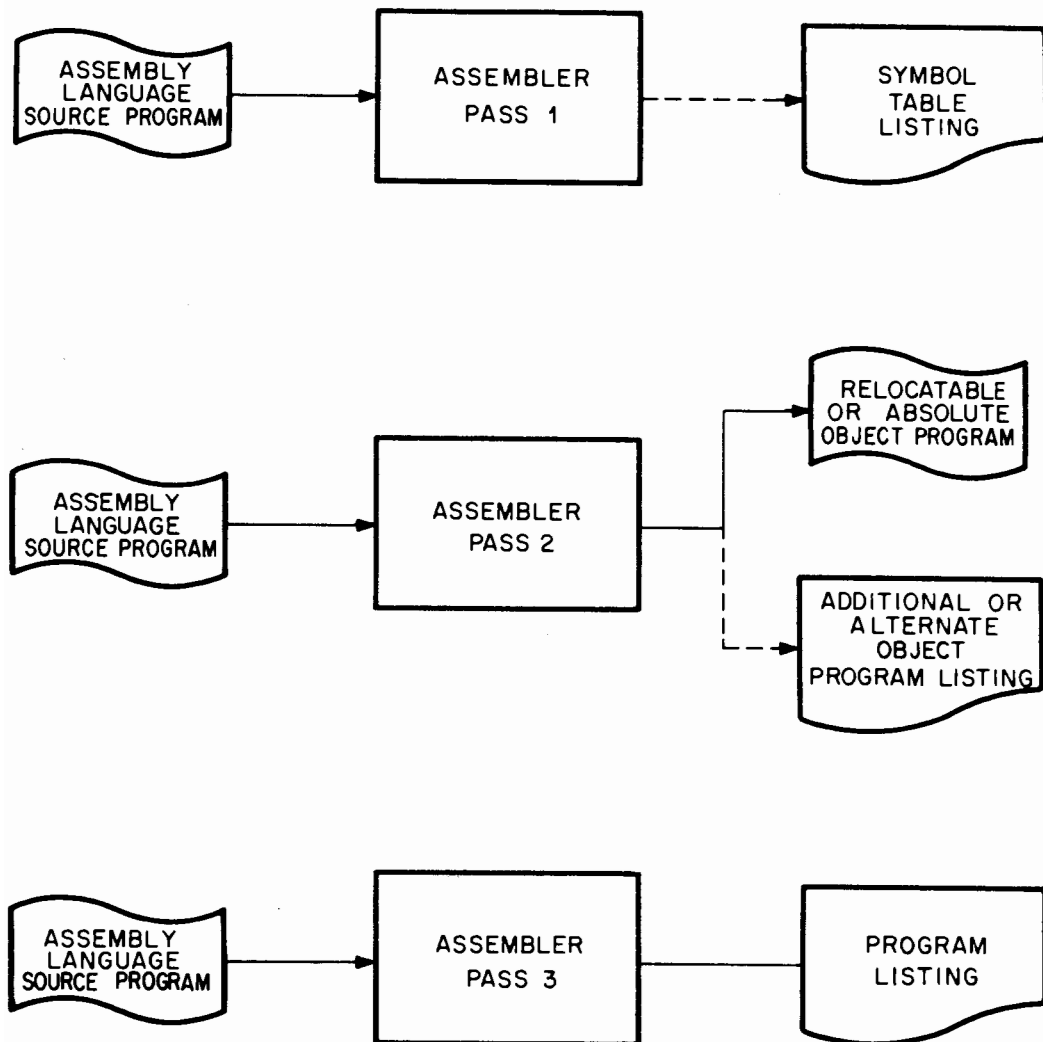 ASSEMBLY
LANGUAGE
SOURCE PROGRAM
ASSEMBLER
PASS 1
SYMBOL
TABLE
LISTING
ASSEMBLY
LANGUAGE
SOURCE PROGRAM
ASSEMBLER
PASS 2
RELOCATABLE
OR ABSOLUTE
OBJECT PROGRAM
ADDITIONAL OR
ALTERNATE
OBJECT
PROGRAM LISTING
ASSEMBLY
LANGUAGE
SOURCE PROGRAM
ASSEMBLER
PASS 3
PROGRAM
LISTING